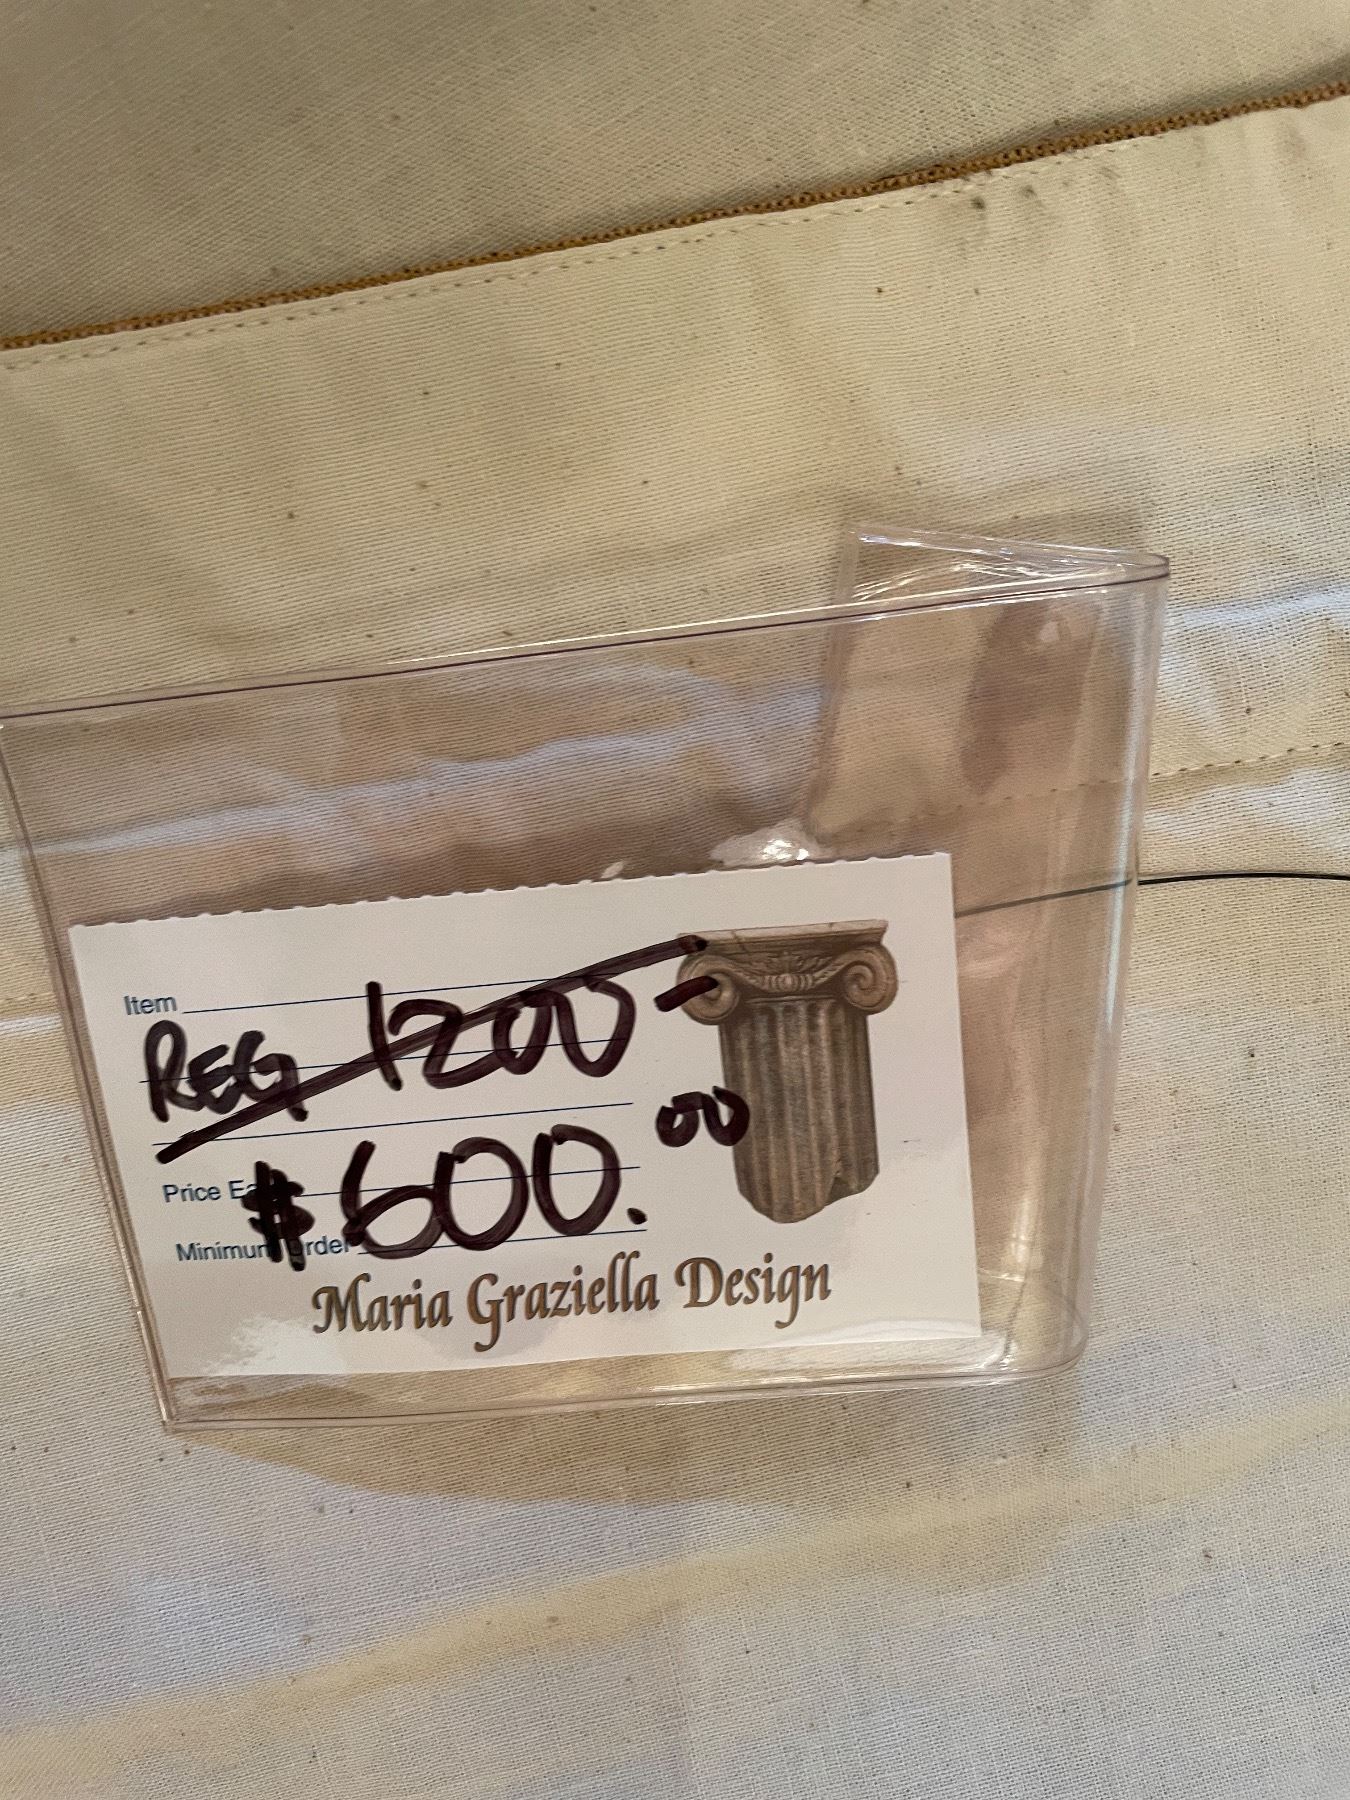 Item
REG 1200-
Price Ea
$600.00
Minimum Order
Maria Graziella Design